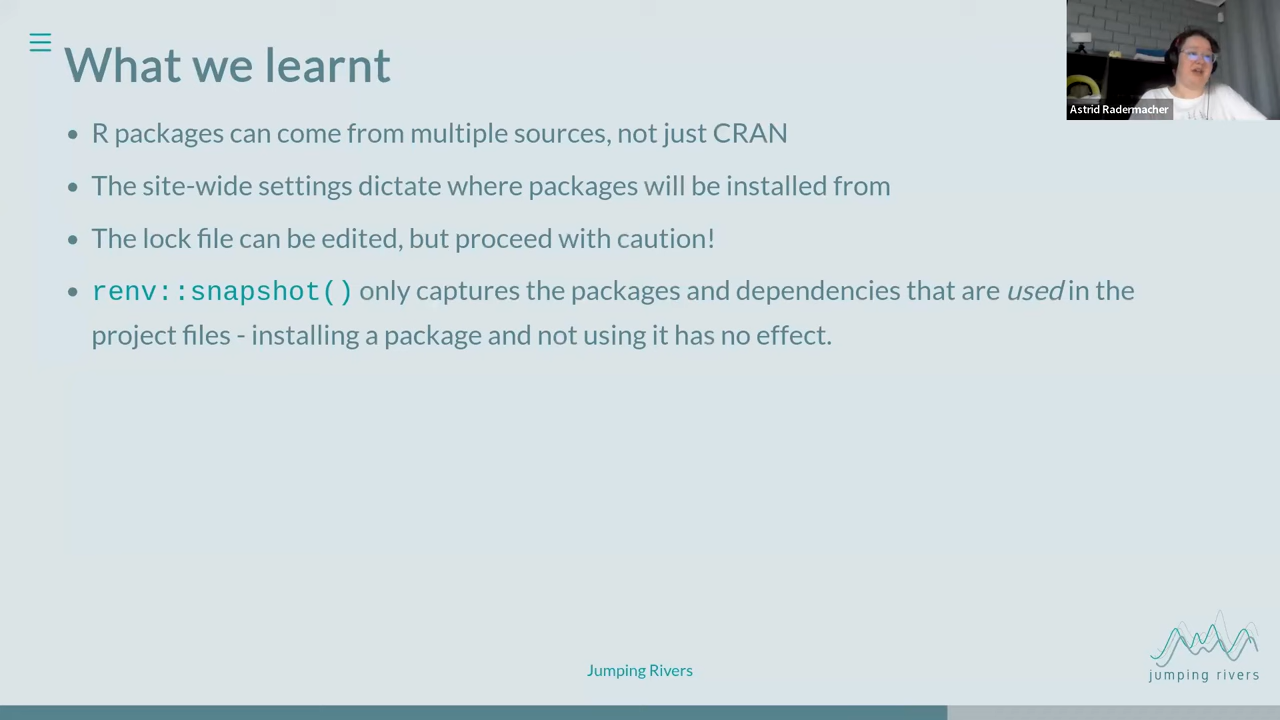 What we learnt
Astrid Radermacher
• R packages can come from multiple sources, not just CRAN
• The site-wide settings dictate where packages will be installed from
• The lock file can be edited, but proceed with caution!
• renv::snapshot() only captures the packages and dependencies that are used in the
project files - installing a package and not using it has no effect.
Jumping Rivers
jumping rivers